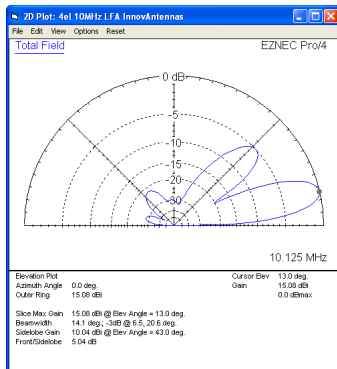 2D Plot: 4el 10MHz LFA InnovAntennas
File Edit View Options Reset
Total Field EZNEC Pro/4
0 dB
-5
-10
-15
-20
-30
10.125 MHz
Elevation Plot Cursor Elev 13.0 deg.
Azimuth Angle 0.0 deg. Gain 15.08 dBi
Outer Ring 15.08 dBi 0.0 dBmax
Slice Max Gain 15.08 dBi @ Elev Angle = 13.0 deg.
Beamwidth 14.1 deg.; -3dB @ 6.5, 20.6 deg.
Sidelobe Gain 10.04 dBi @ Elev Angle = 43.0 deg.
Front/Sidelobe 5.04 dB